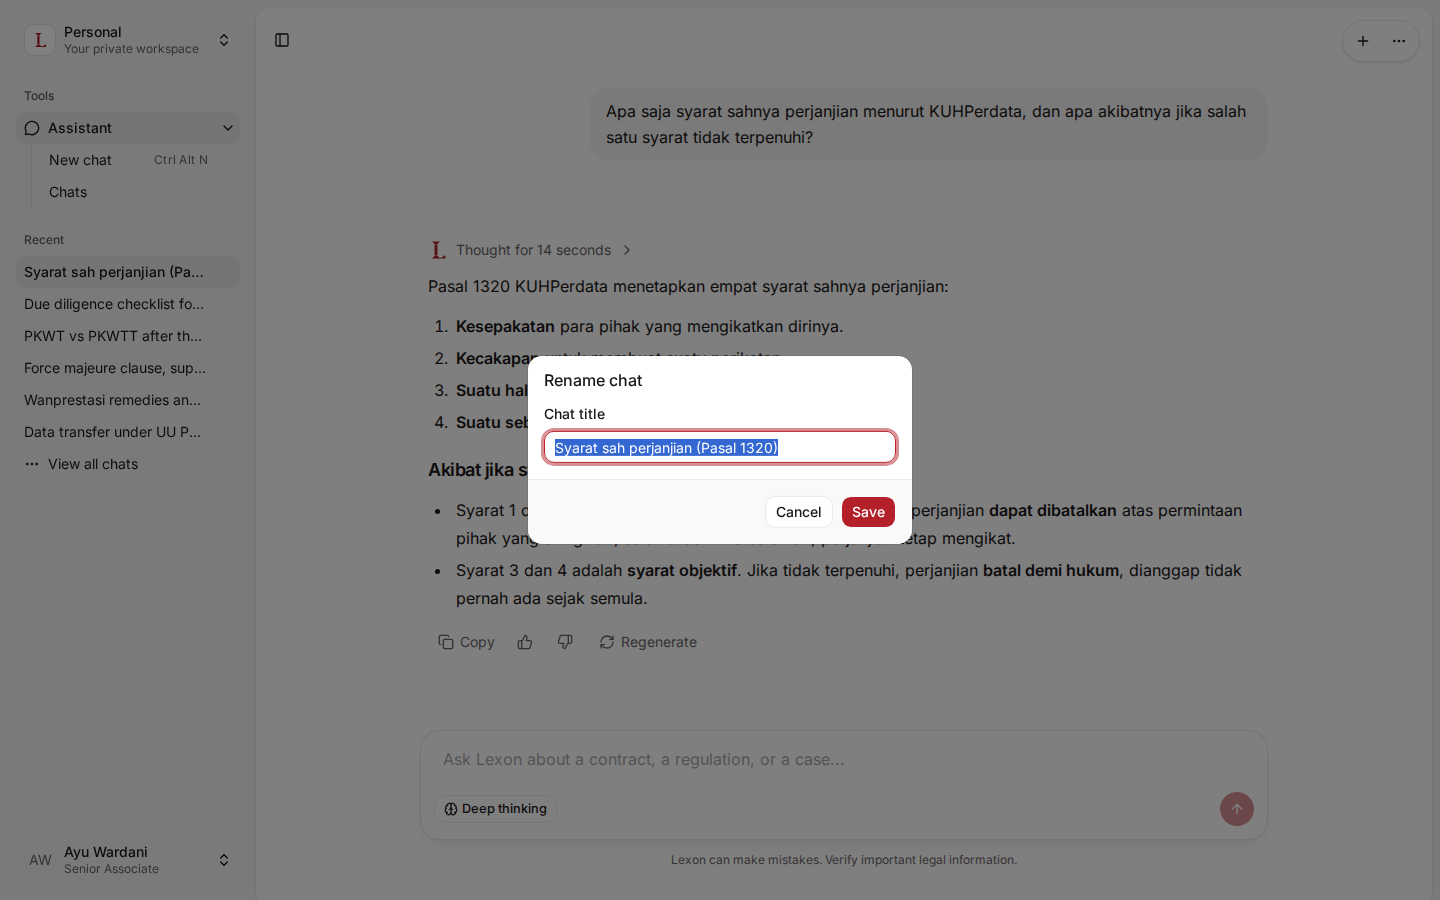 L
Personal
Your private workspace
Tools
Assistant
New chat
Ctrl Alt N
Chats
Recent
Syarat sah perjanjian (Pa...
Due diligence checklist fo...
PKWT vs PKWTT after th...
Force majeure clause, sup...
Wanprestasi remedies an...
Data transfer under UU P...
View all chats
AW
Ayu Wardani
Senior Associate
Apa saja syarat sahnya perjanjian menurut KUHPerdata, dan apa akibatnya jika salah
satu syarat tidak terpenuhi?
L
Thought for 14 seconds
Pasal 1320 KUHPerdata menetapkan empat syarat sahnya perjanjian:
1. Kesepakatan para pihak yang mengikatkan dirinya.
2. Kecakapan
3. Suatu hal
4. Suatu
Akibat jika
Rename chat
Chat title
Syarat sah perjanjian (Pasal 1320)
Cancel
Save
Syarat 1
perjanjian dapat dibatalkan atas permintaan
pihak
mengikat.
Syarat 3 dan 4 adalah syarat objektif. Jika tidak terpenuhi, perjanjian batal demi hukum, dianggap tidak
pernah ada sejak semula.
Copy
Regenerate
Ask Lexon about a contract, a regulation, or a case...
Deep thinking
Lexon can make mistakes. Verify important legal information.